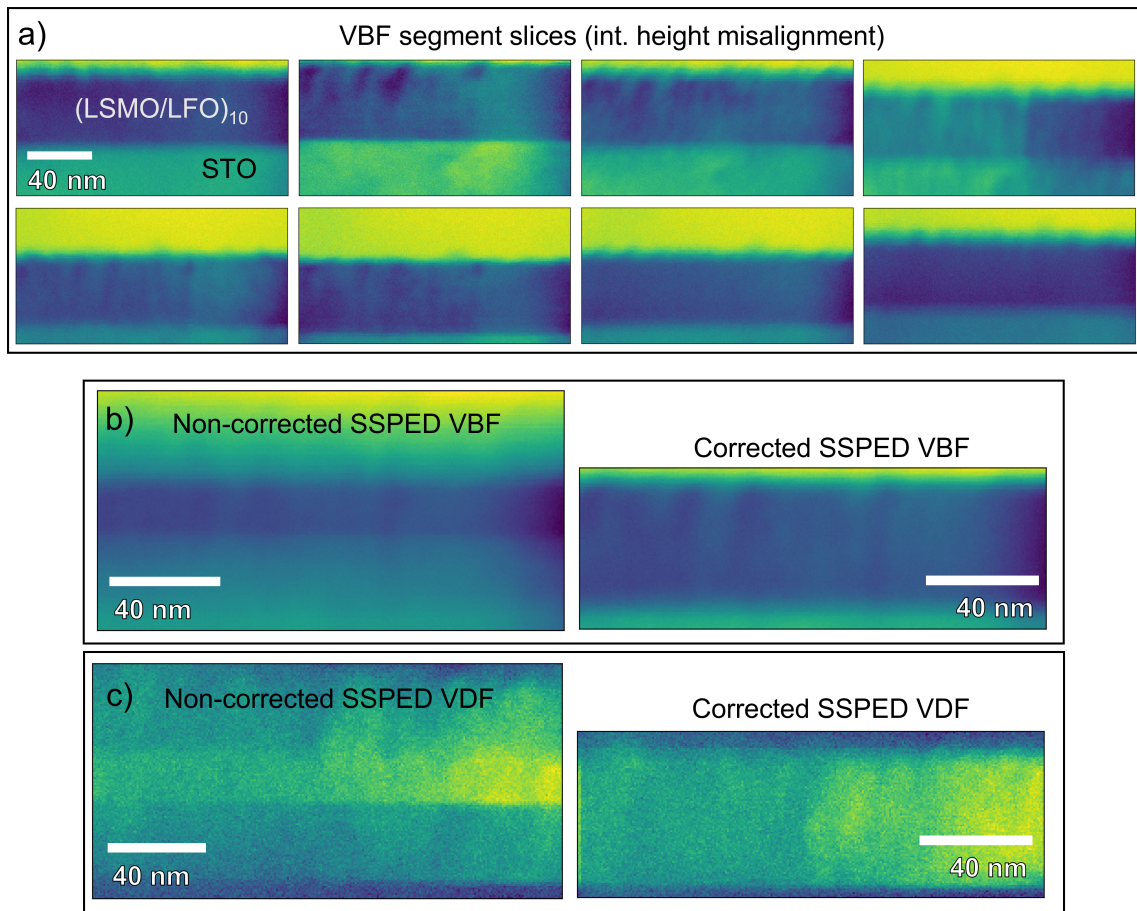 a)
VBF segment slices (int. height misalignment)
(LSMO/LFO)₁₀
STO
40 nm
b)
Non-corrected SSPED VBF
Corrected SSPED VBF
40 nm
40 nm
c)
Non-corrected SSPED VDF
Corrected SSPED VDF
40 nm
40 nm